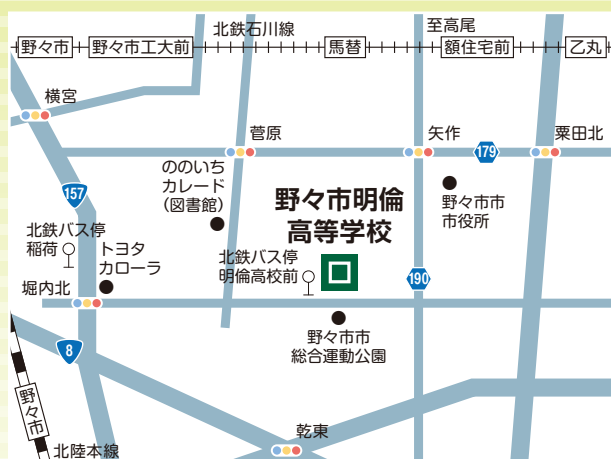 北鉄石川線
至高尾
野々市
野々市工大前
馬替
額住宅前
乙丸
横宮
菅原
矢作
179
粟田北
ののいち
カレード
(図書館)
野々市明倫
高等学校
野々市市
市役所
157
北鉄バス停
稲荷
トヨタ
カローラ
北鉄バス停
明倫高校前
190
堀内北
野々市市
総合運動公園
8
野々市
乾東
北陸本線